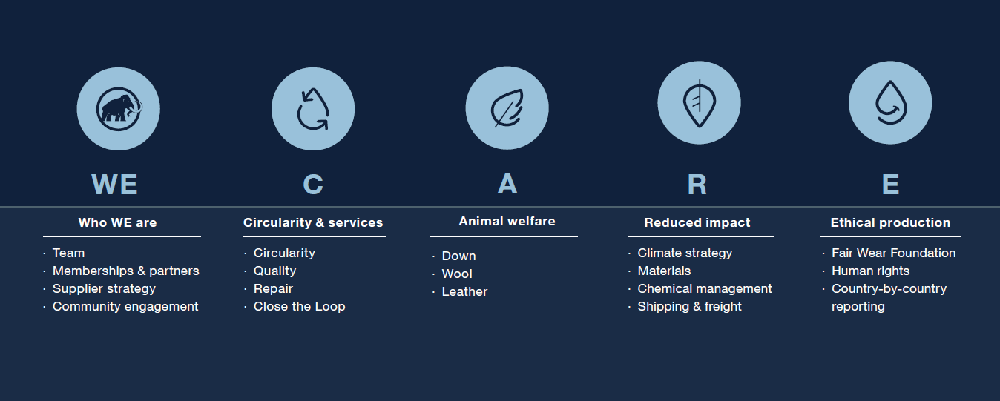 WE
C
A
R
E
Who WE are
· Team
· Memberships & partners
· Supplier strategy
· Community engagement
Circularity & services
· Circularity
· Quality
· Repair
· Close the Loop
Animal welfare
· Down
· Wool
· Leather
Reduced impact
· Climate strategy
· Materials
· Chemical management
· Shipping & freight
Ethical production
· Fair Wear Foundation
· Human rights
· Country-by-country
reporting